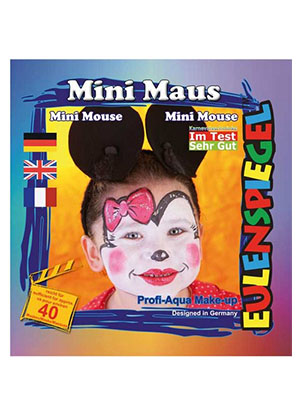 Mini Maus
Mini Mouse
Mini Mouse
Im Test
Sehr Gut
EULENSPIEGEL
40
Profi-Aqua Make-up
Designed in Germany